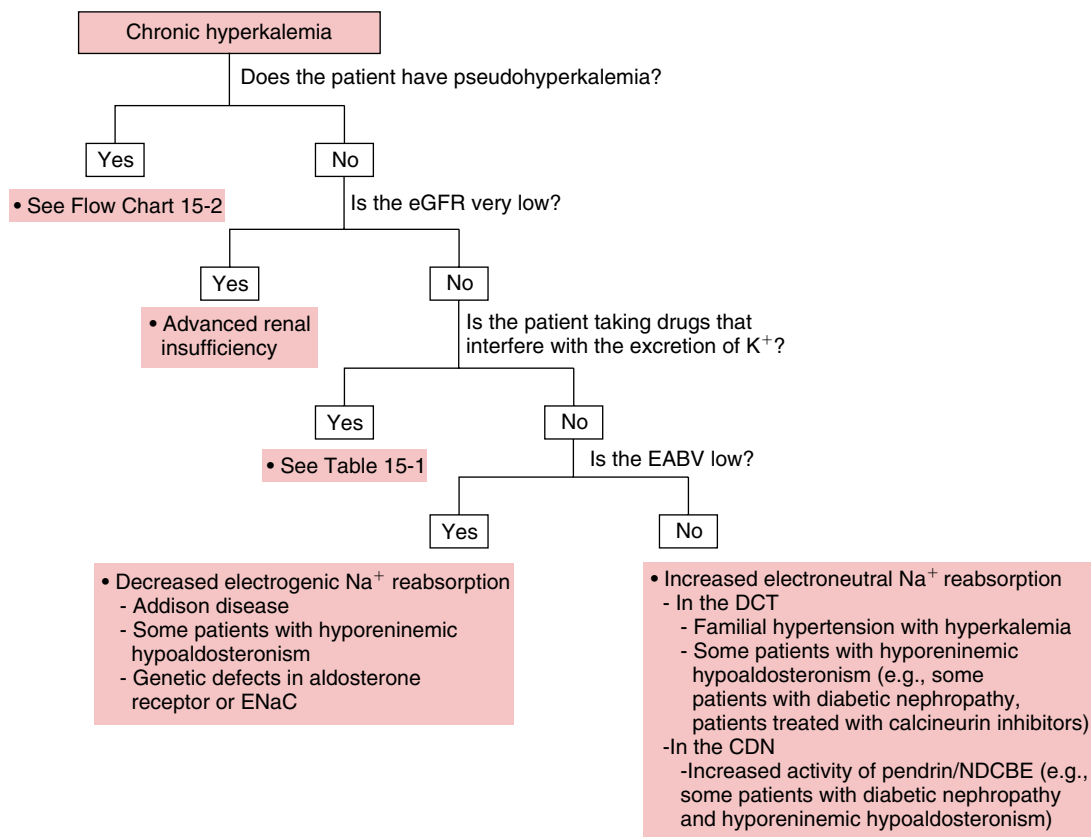 Chronic hyperkalemia
Does the patient have pseudohyperkalemia?
Yes
No
• See Flow Chart 15-2
Is the eGFR very low?
Yes
No
• Advanced renal
insufficiency
Is the patient taking drugs that
interfere with the excretion of K⁺?
Yes
No
• See Table 15-1
Is the EABV low?
Yes
No
• Decreased electrogenic Na⁺ reabsorption
- Addison disease
- Some patients with hyporeninemic
hypoaldosteronism
- Genetic defects in aldosterone
receptor or ENaC
• Increased electroneutral Na⁺ reabsorption
- In the DCT
- Familial hypertension with hyperkalemia
- Some patients with hyporeninemic
hypoaldosteronism (e.g., some
patients with diabetic nephropathy,
patients treated with calcineurin inhibitors)
-In the CDN
-Increased activity of pendrin/NDCBE (e.g.,
some patients with diabetic nephropathy
and hyporeninemic hypoaldosteronism)